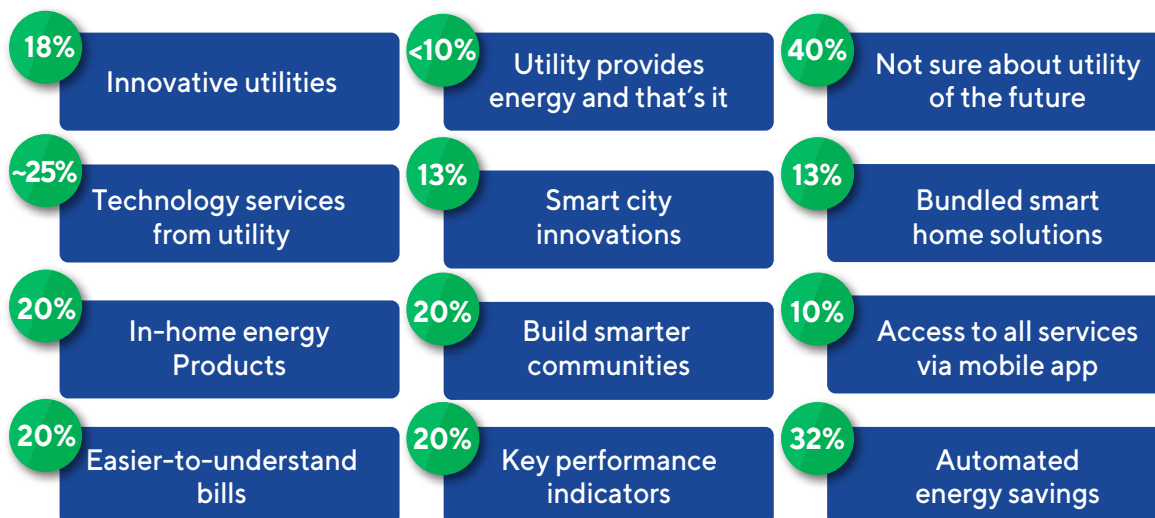 18%
Innovative utilities
<10%
Utility provides
energy and that's it
40%
Not sure about utility
of the future
~25%
Technology services
from utility
13%
Smart city
innovations
13%
Bundled smart
home solutions
20%
In-home energy
Products
20%
Build smarter
communities
10%
Access to all services
via mobile app
20%
Easier-to-understand
bills
20%
Key performance
indicators
32%
Automated
energy savings